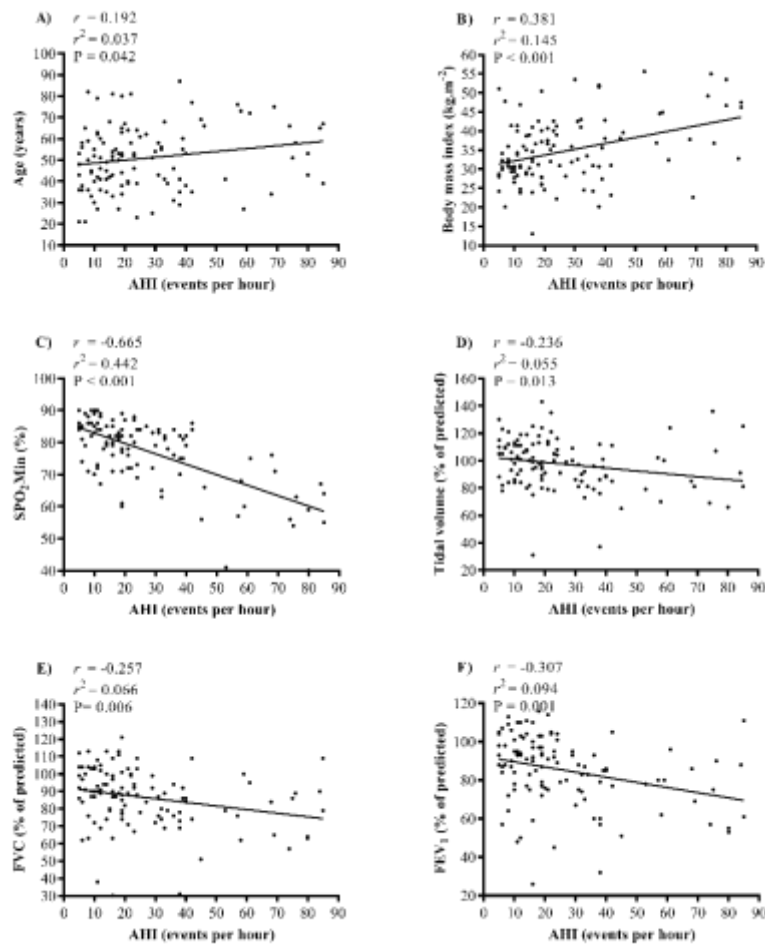 A) r = 0.192
r² = 0.037
P = 0.042
100
90
80
70
60
50
40
30
20
10
Age (years)
0 10 20 30 40 50 60 70 80 90
AHI (events per hour)
B) r = 0.381
r² = 0.145
P < 0.001
60
55
50
45
40
35
30
25
20
15
10
Body mass index (kg.m⁻²)
0 10 20 30 40 50 60 70 80 90
AHI (events per hour)
C) r = -0.665
r² = 0.442
P < 0.001
100
90
80
70
60
50
40
SPO₂Min (%)
0 10 20 30 40 50 60 70 80 90
AHI (events per hour)
D) r = -0.236
r² = 0.055
P = 0.013
160
140
120
100
80
60
40
20
Tidal volume (% of predicted)
0 10 20 30 40 50 60 70 80 90
AHI (events per hour)
E) r = -0.257
r² = 0.066
P= 0.006
140
130
120
110
100
90
80
70
60
50
40
30
FVC (% of predicted)
0 10 20 30 40 50 60 70 80 90
AHI (events per hour)
F) r = -0.307
r² = 0.094
P = 0.001
120
100
80
60
40
20
FEV₁ (% of predicted)
0 10 20 30 40 50 60 70 80 90
AHI (events per hour)